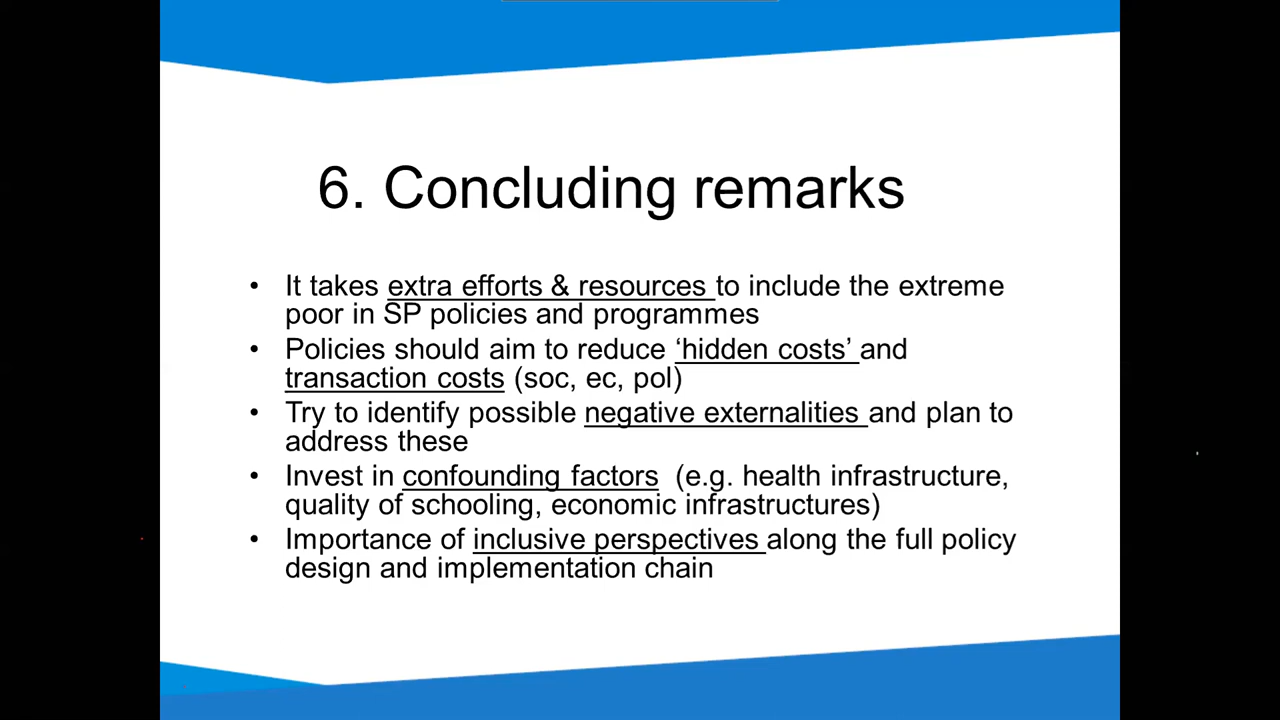 6. Concluding remarks
• It takes extra efforts & resources to include the extreme
poor in SP policies and programmes
• Policies should aim to reduce ‘hidden costs’ and
transaction costs (soc, ec, pol)
• Try to identify possible negative externalities and plan to
address these
• Invest in confounding factors (e.g. health infrastructure,
quality of schooling, economic infrastructures)
• Importance of inclusive perspectives along the full policy
design and implementation chain